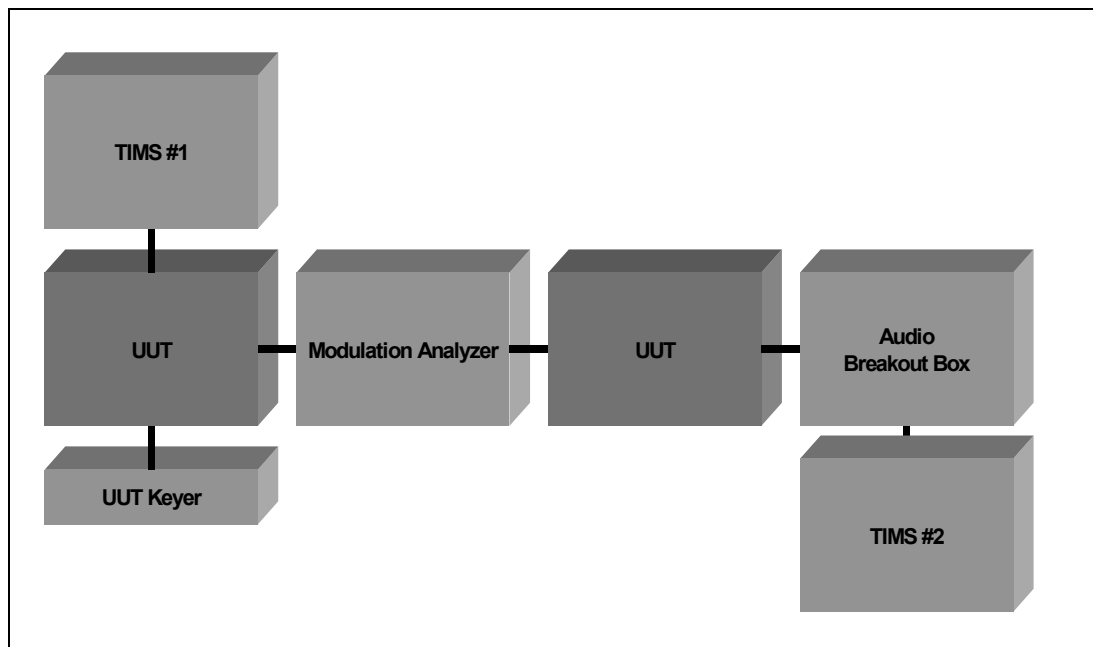 TIMS #1
UUT
Modulation Analyzer
UUT
Audio
Breakout Box
UUT Keyer
TIMS #2